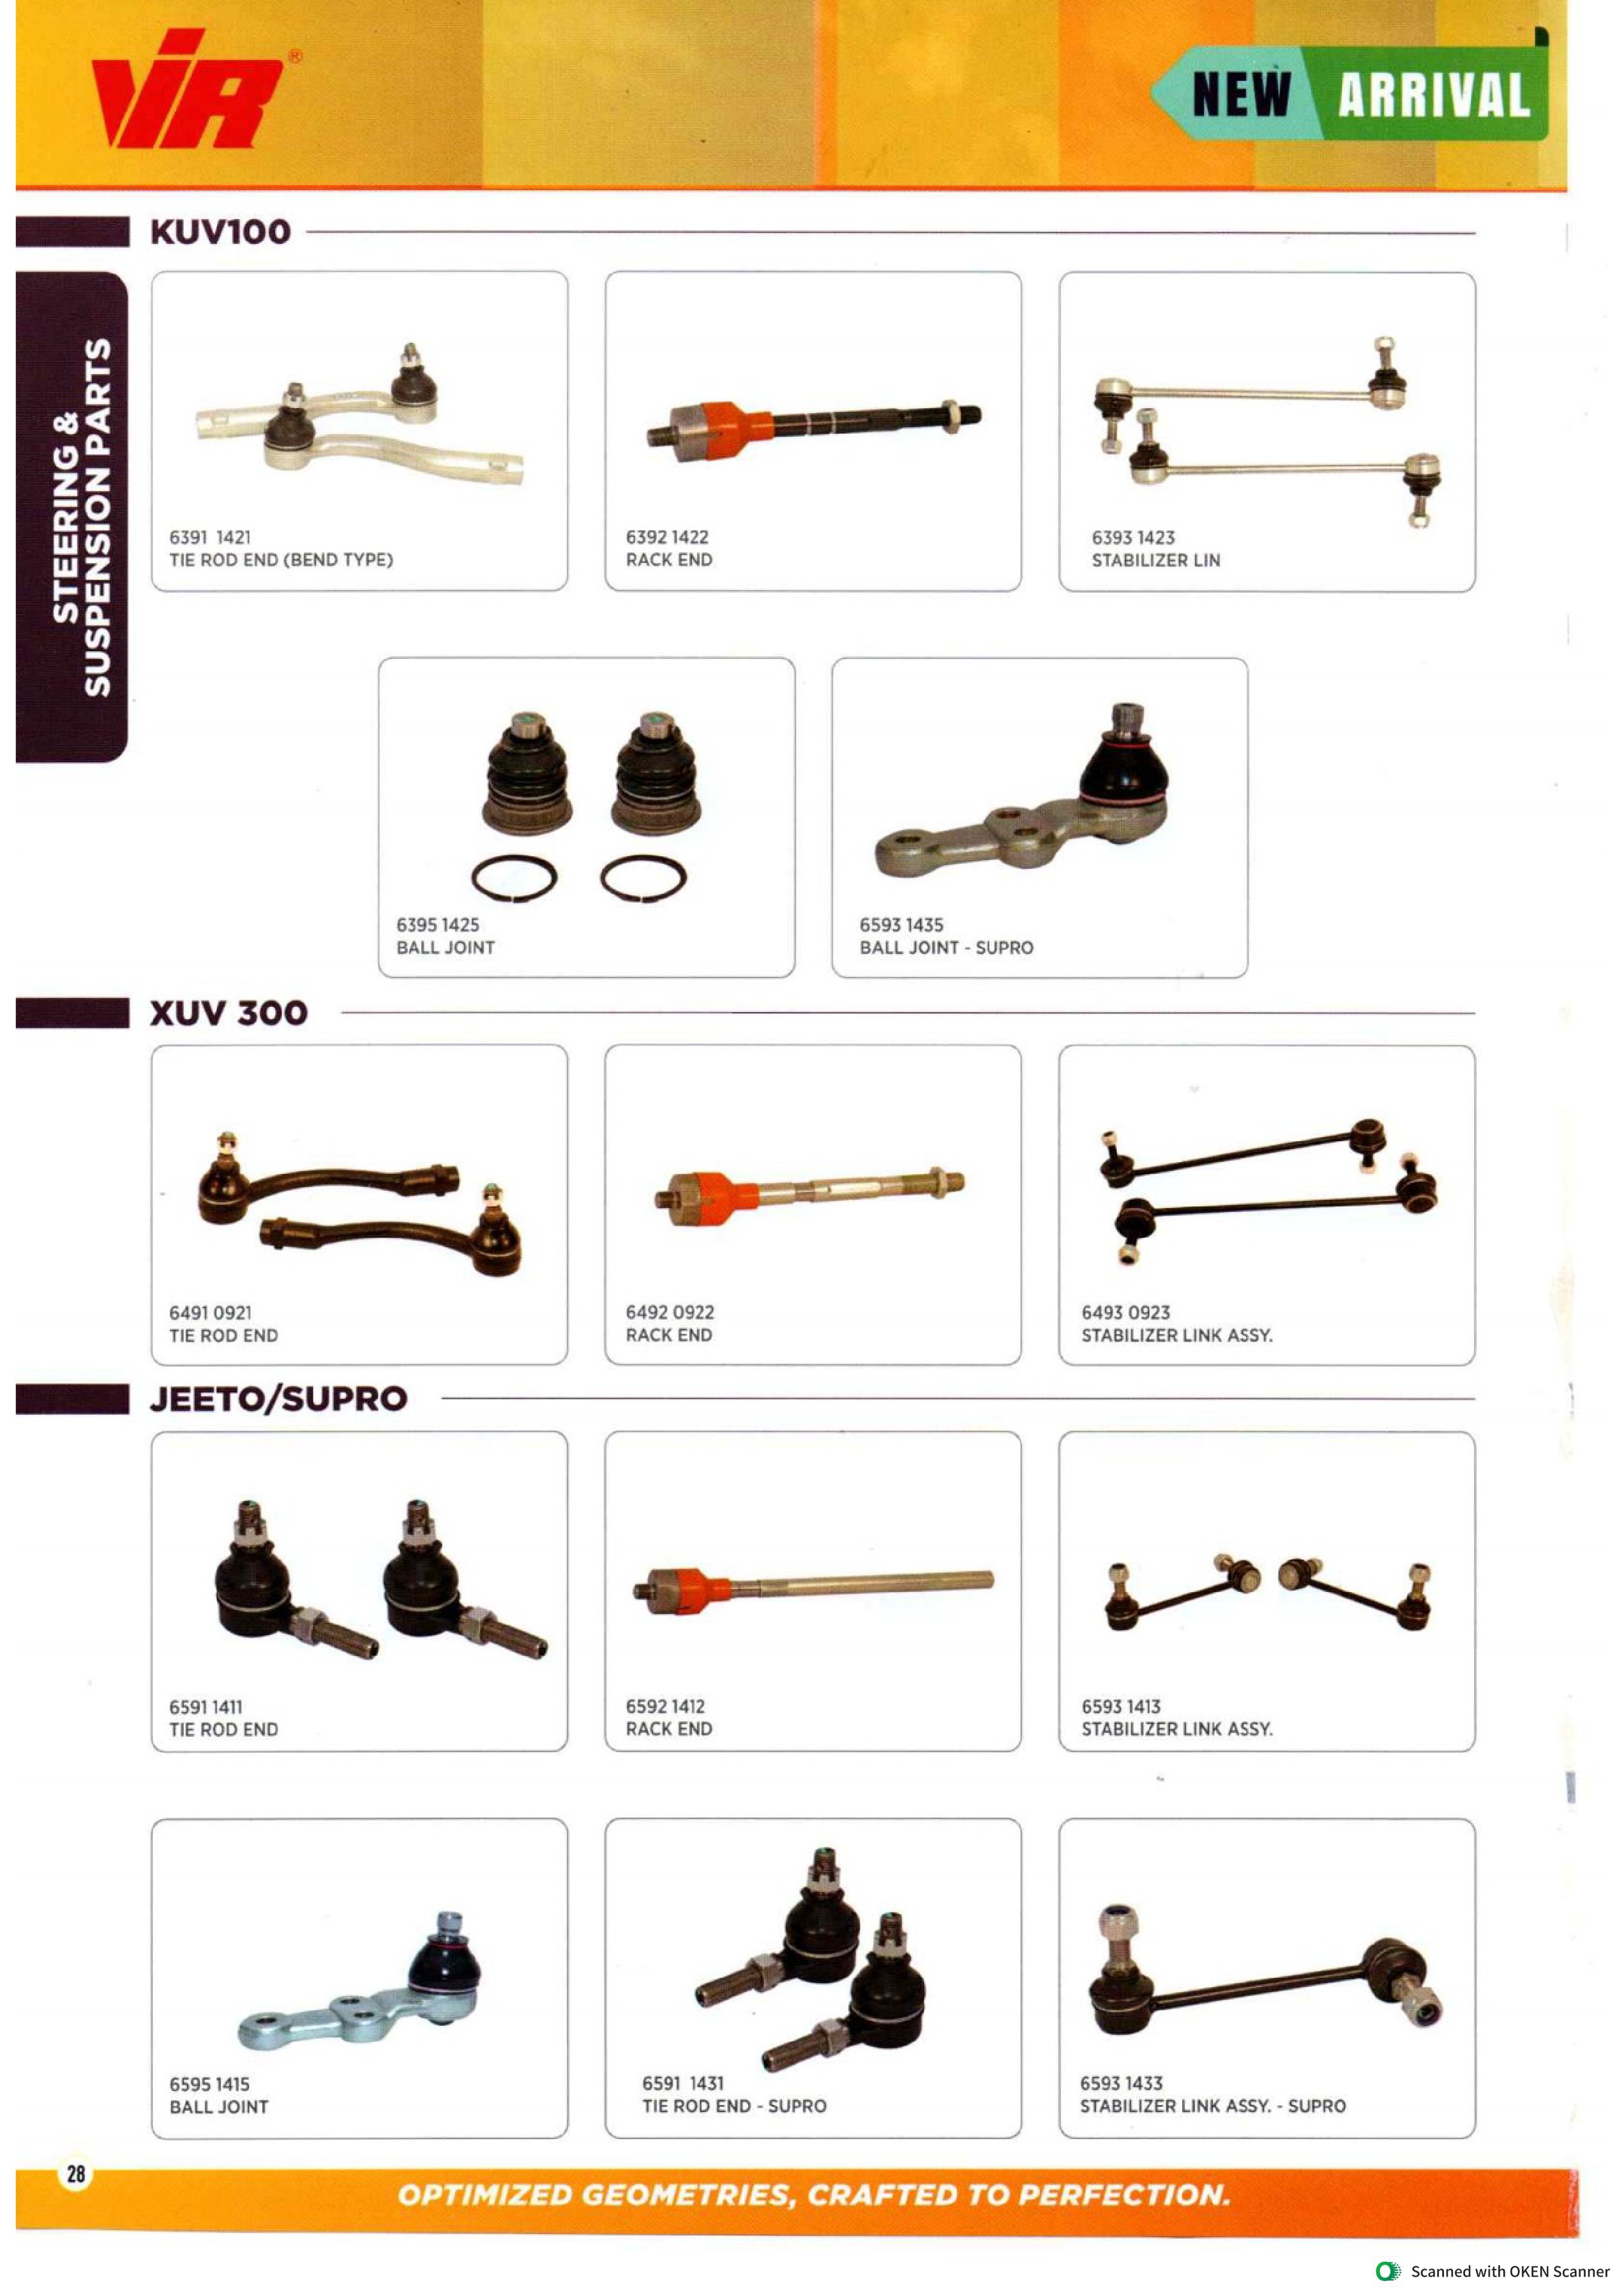 ViR®
NEW ARRIVAL
KUV100
STEERING &
SUSPENSION PARTS
6391 1421
TIE ROD END (BEND TYPE)
6392 1422
RACK END
6393 1423
STABILIZER LIN
6395 1425
BALL JOINT
6593 1435
BALL JOINT - SUPRO
XUV 300
6491 0921
TIE ROD END
6492 0922
RACK END
6493 0923
STABILIZER LINK ASSY.
JEETO/SUPRO
6591 1411
TIE ROD END
6592 1412
RACK END
6593 1413
STABILIZER LINK ASSY.
6595 1415
BALL JOINT
6591 1431
TIE ROD END - SUPRO
6593 1433
STABILIZER LINK ASSY. - SUPRO
28
OPTIMIZED GEOMETRIES, CRAFTED TO PERFECTION.
Scanned with OKEN Scanner